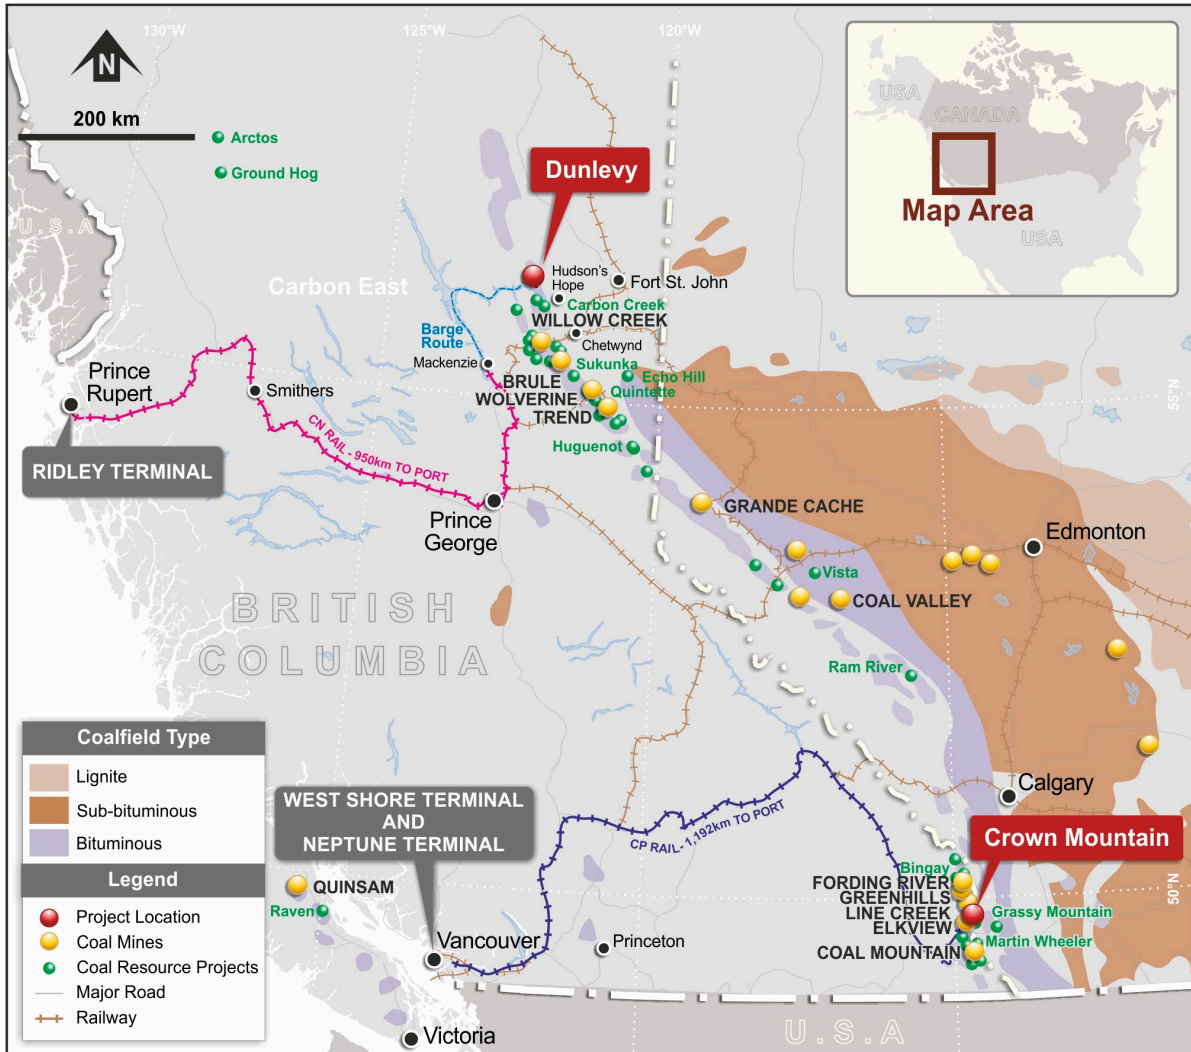 130°W
125°W
120°W
N
200 km
Arctos
Ground Hog
U.S.A
USA
CANADA
USA
Map Area
Dunlevy
Hudson's
Hope
Fort St. John
Carbon East
Carbon Creek
WILLOW CREEK
Barge
Route
Chetwynd
Mackenzie
Sukunka
Echo Hill
BRULE
Quintette
WOLVERINE
TREND
55°N
Prince
Rupert
Smithers
CN RAIL - 950km TO PORT
Huguenot
RIDLEY TERMINAL
GRANDE CACHE
Prince
George
Edmonton
Vista
COAL VALLEY
BRITISH
COLUMBIA
Ram River
Coalfield Type
Lignite
Sub-bituminous
Bituminous
Legend
Project Location
Coal Mines
Coal Resource Projects
Major Road
Railway
WEST SHORE TERMINAL
AND
NEPTUNE TERMINAL
CP RAIL- 1,192km TO PORT
Calgary
Crown Mountain
Bingay
FORDING RIVER
GREENHILLS
LINE CREEK
ELKVIEW
COAL MOUNTAIN
Grassy Mountain
Martin Wheeler
50°N
QUINSAM
Raven
Vancouver
Princeton
Victoria
U.S.A